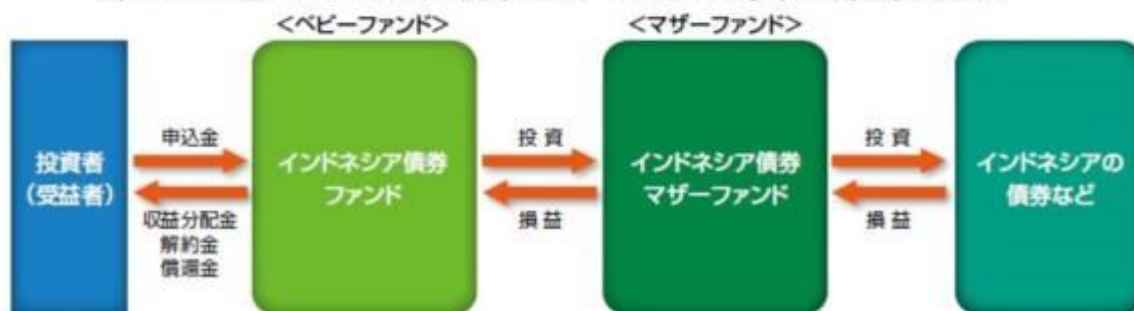 ＜ベビーファンド＞
＜マザーファンド＞
投資者
（受益者）
申込金
収益分配金
解約金
償還金
インドネシア債券
ファンド
投 資
損 益
インドネシア債券
マザーファンド
投 資
損 益
インドネシアの
債券など